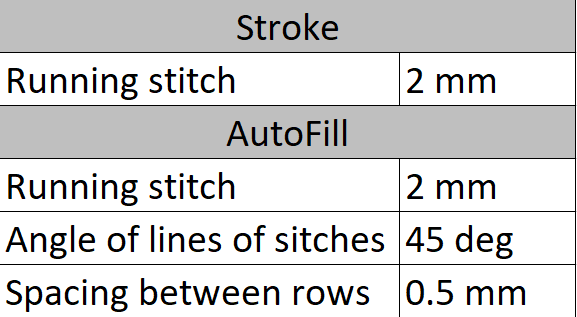 Stroke
Running stitch 2 mm
AutoFill
Running stitch 2 mm
Angle of lines of sitches 45 deg
Spacing between rows 0.5 mm